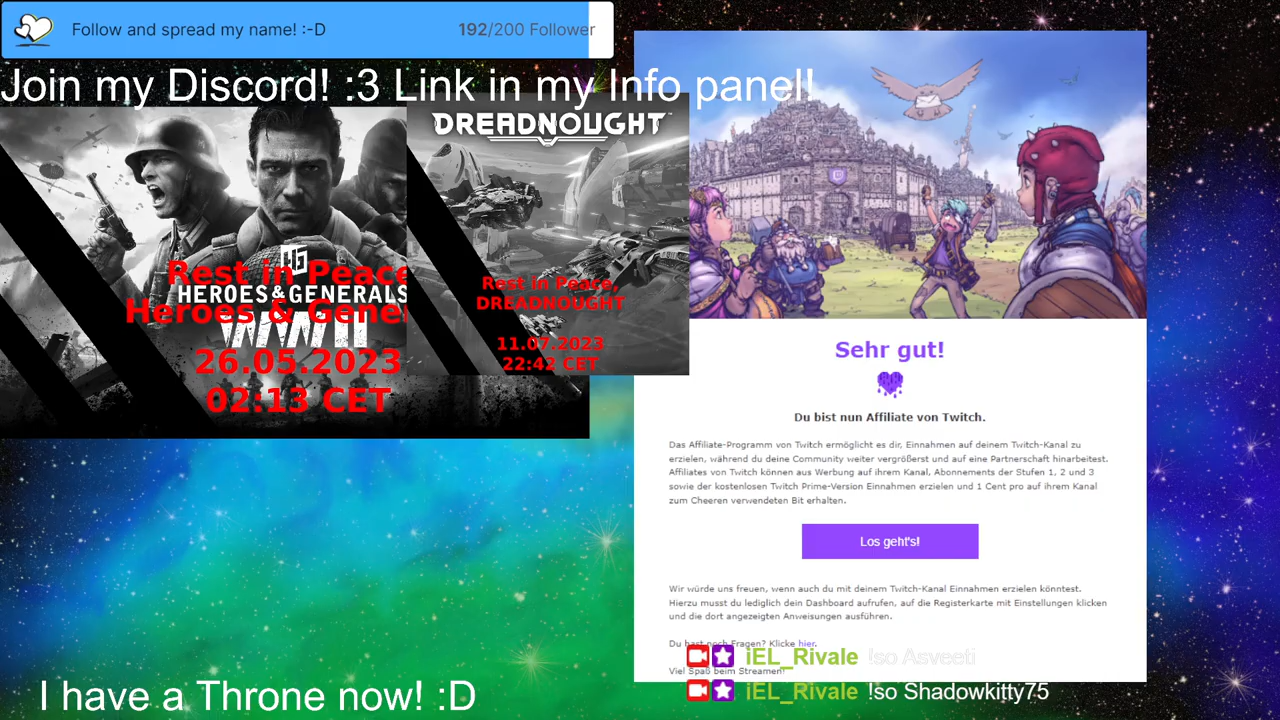 Follow and spread my name! :-D
192/200 Follower
Join my Discord! :3 Link in my Info panel!
HEROES & GENERALS
WWII
Rest in Peace
Heroes & Gene
26.05.2023
02:13 CET
DREADNOUGHT
Rest in Peace,
DREADNOUGHT
11.07.2023
22:42 CET
Sehr gut!
Du bist nun Affiliate von Twitch.
Das Affiliate-Programm von Twitch ermöglicht es dir, Einnahmen auf deinem Twitch-Kanal zu
erzielen, während du deine Community weiter vergrößerst und auf eine Partnerschaft hinarbeitest.
Affiliates von Twitch können aus Werbung auf ihrem Kanal, Abonnements der Stufen 1, 2 und 3
sowie der kostenlosen Twitch Prime-Version Einnahmen erzielen und 1 Cent pro auf ihrem Kanal
zum Cheeren verwendeten Bit erhalten.
Los geht's!
Wir würde uns freuen, wenn auch du mit deinem Twitch-Kanal Einnahmen erzielen könntest.
Hierzu musst du lediglich dein Dashboard aufrufen, auf die Registerkarte mit Einstellungen klicken
und die dort angezeigten Anweisungen ausführen.
Du hast noch Fragen? Klicke hier.
Viel Spaß beim Streamen!
iEL_Rivale !so Asveeti
iEL_Rivale !so Shadowkitty75
I have a Throne now! :D